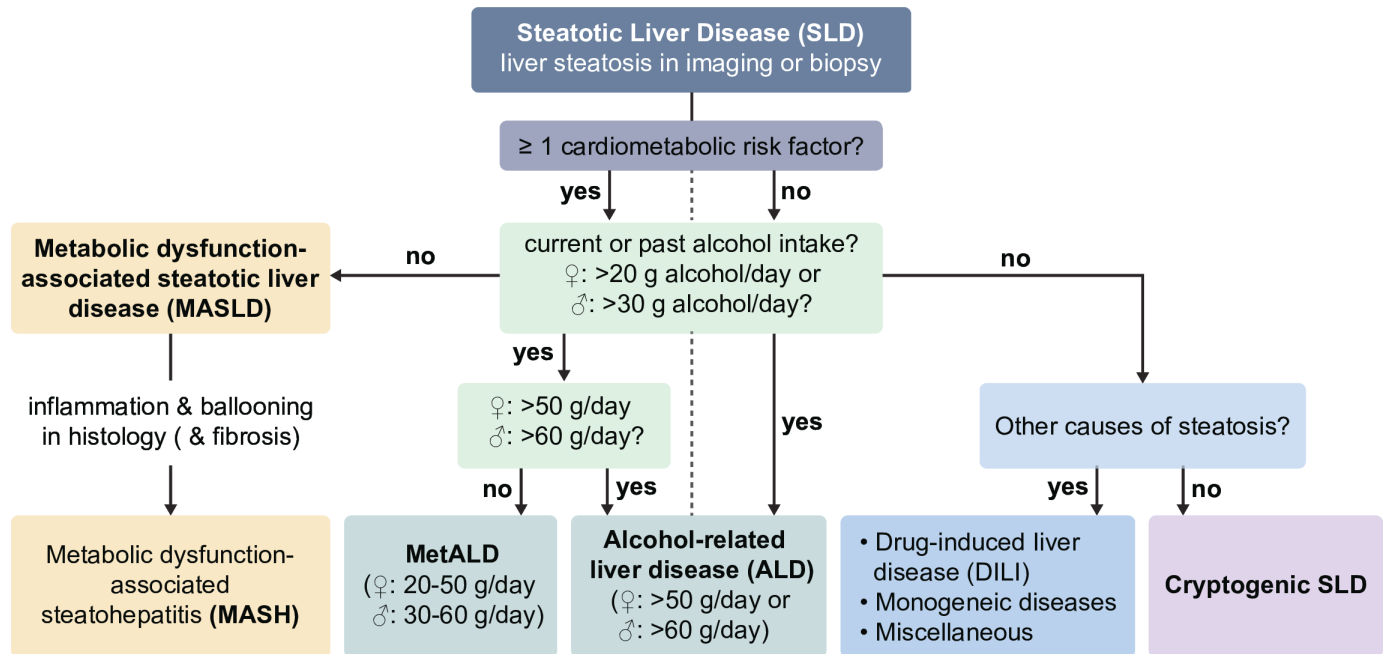 Steatotic Liver Disease (SLD)
liver steatosis in imaging or biopsy
≥ 1 cardiometabolic risk factor?
yes
no
Metabolic dysfunction-
associated steatotic liver
disease (MASLD)
no
current or past alcohol intake?
♀: >20 g alcohol/day or
♂: >30 g alcohol/day?
no
yes
inflammation & ballooning
in histology ( & fibrosis)
♀: >50 g/day
♂: >60 g/day?
yes
Other causes of steatosis?
no
yes
yes
no
Metabolic dysfunction-
associated
steatohepatitis (MASH)
MetALD
(♀: 20-50 g/day
♂: 30-60 g/day)
Alcohol-related
liver disease (ALD)
(♀: >50 g/day or
♂: >60 g/day)
• Drug-induced liver
disease (DILI)
• Monogeneic diseases
• Miscellaneous
Cryptogenic SLD